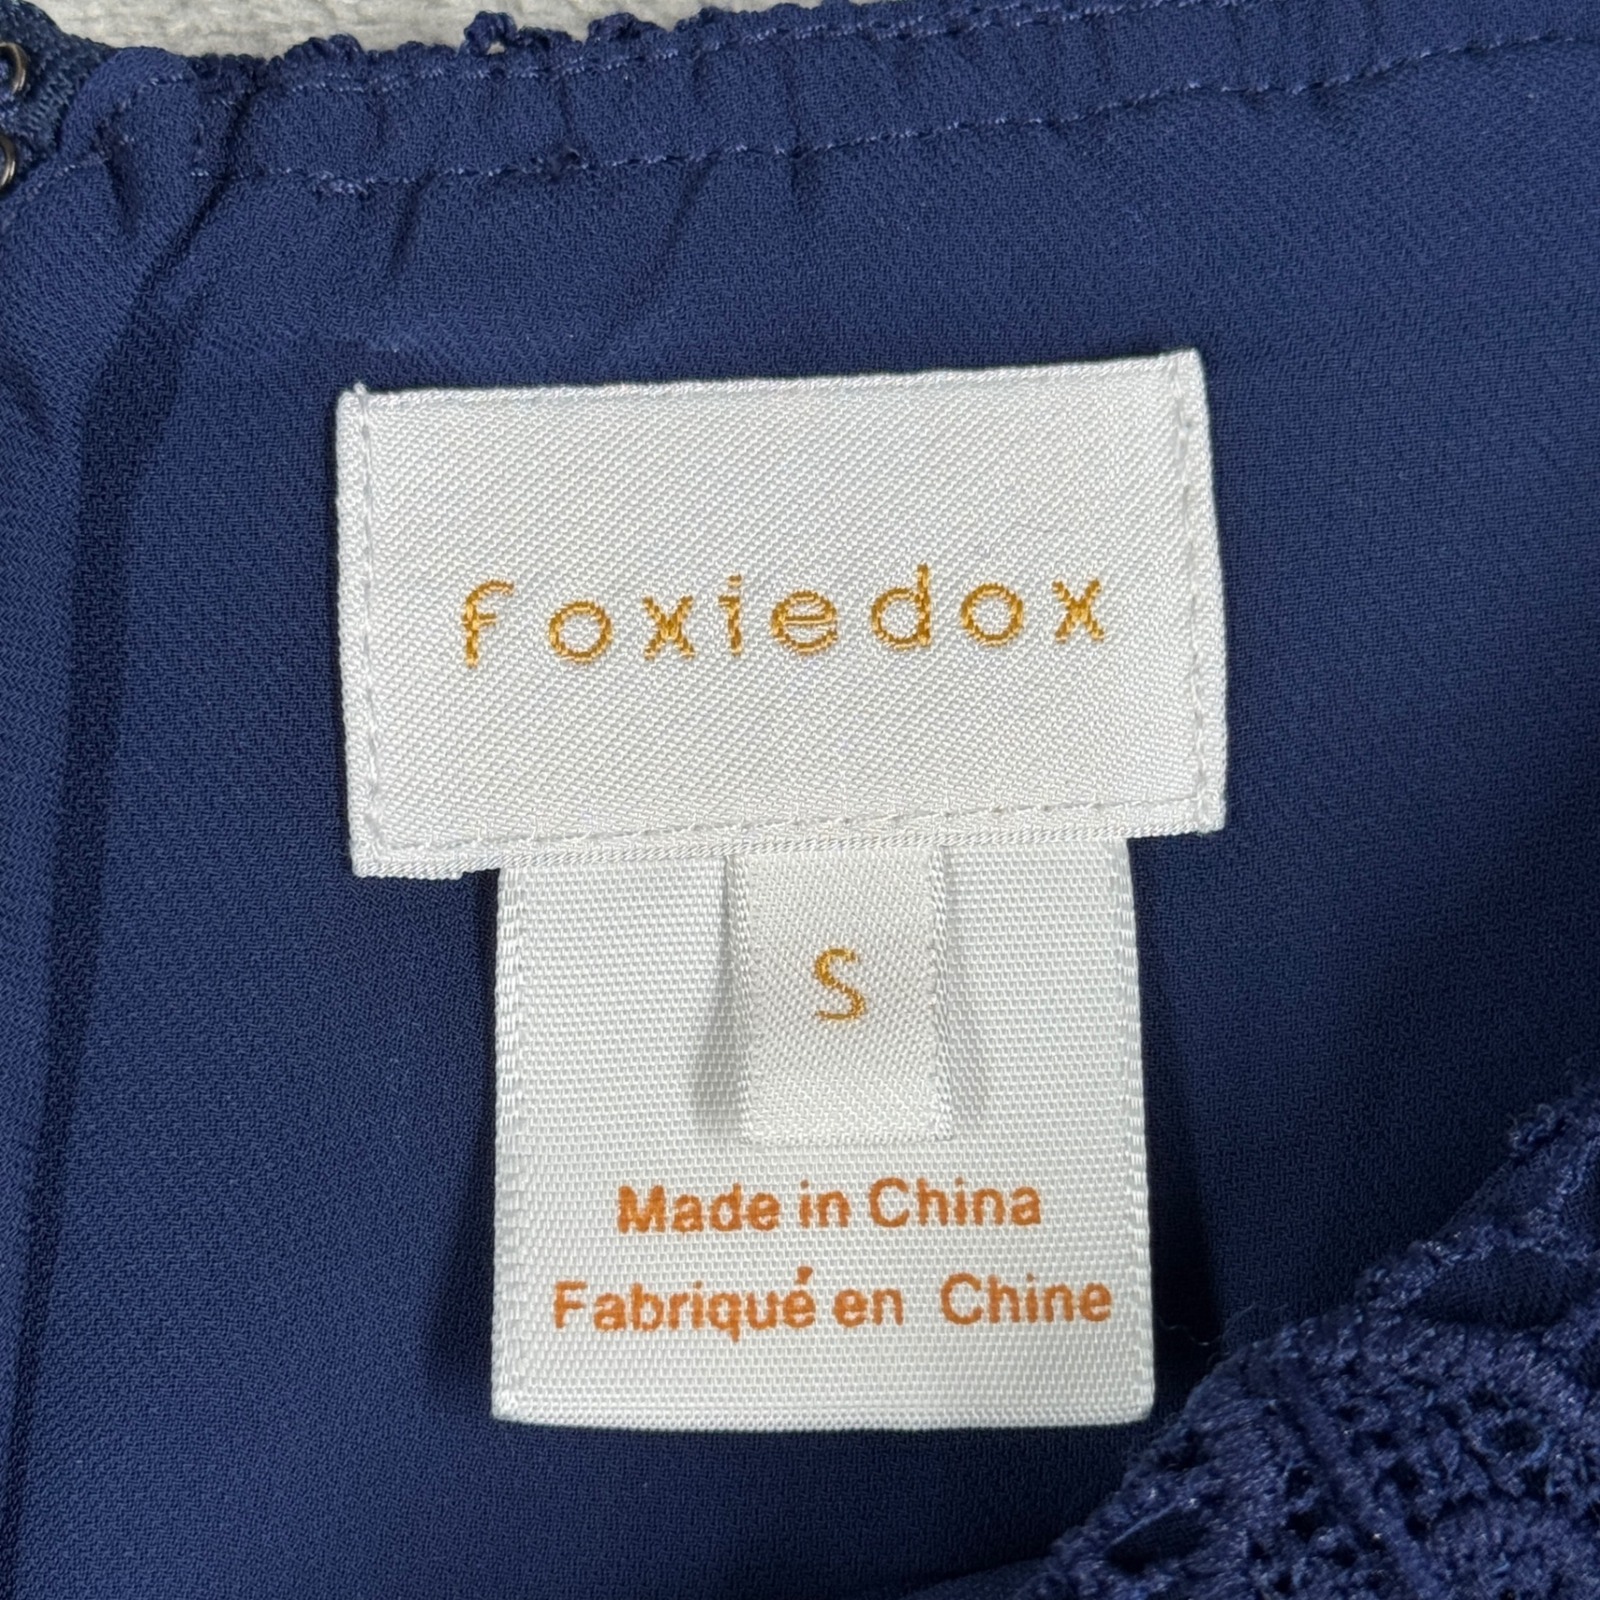 foxiedox
S
Made in China
Fabriqué en Chine